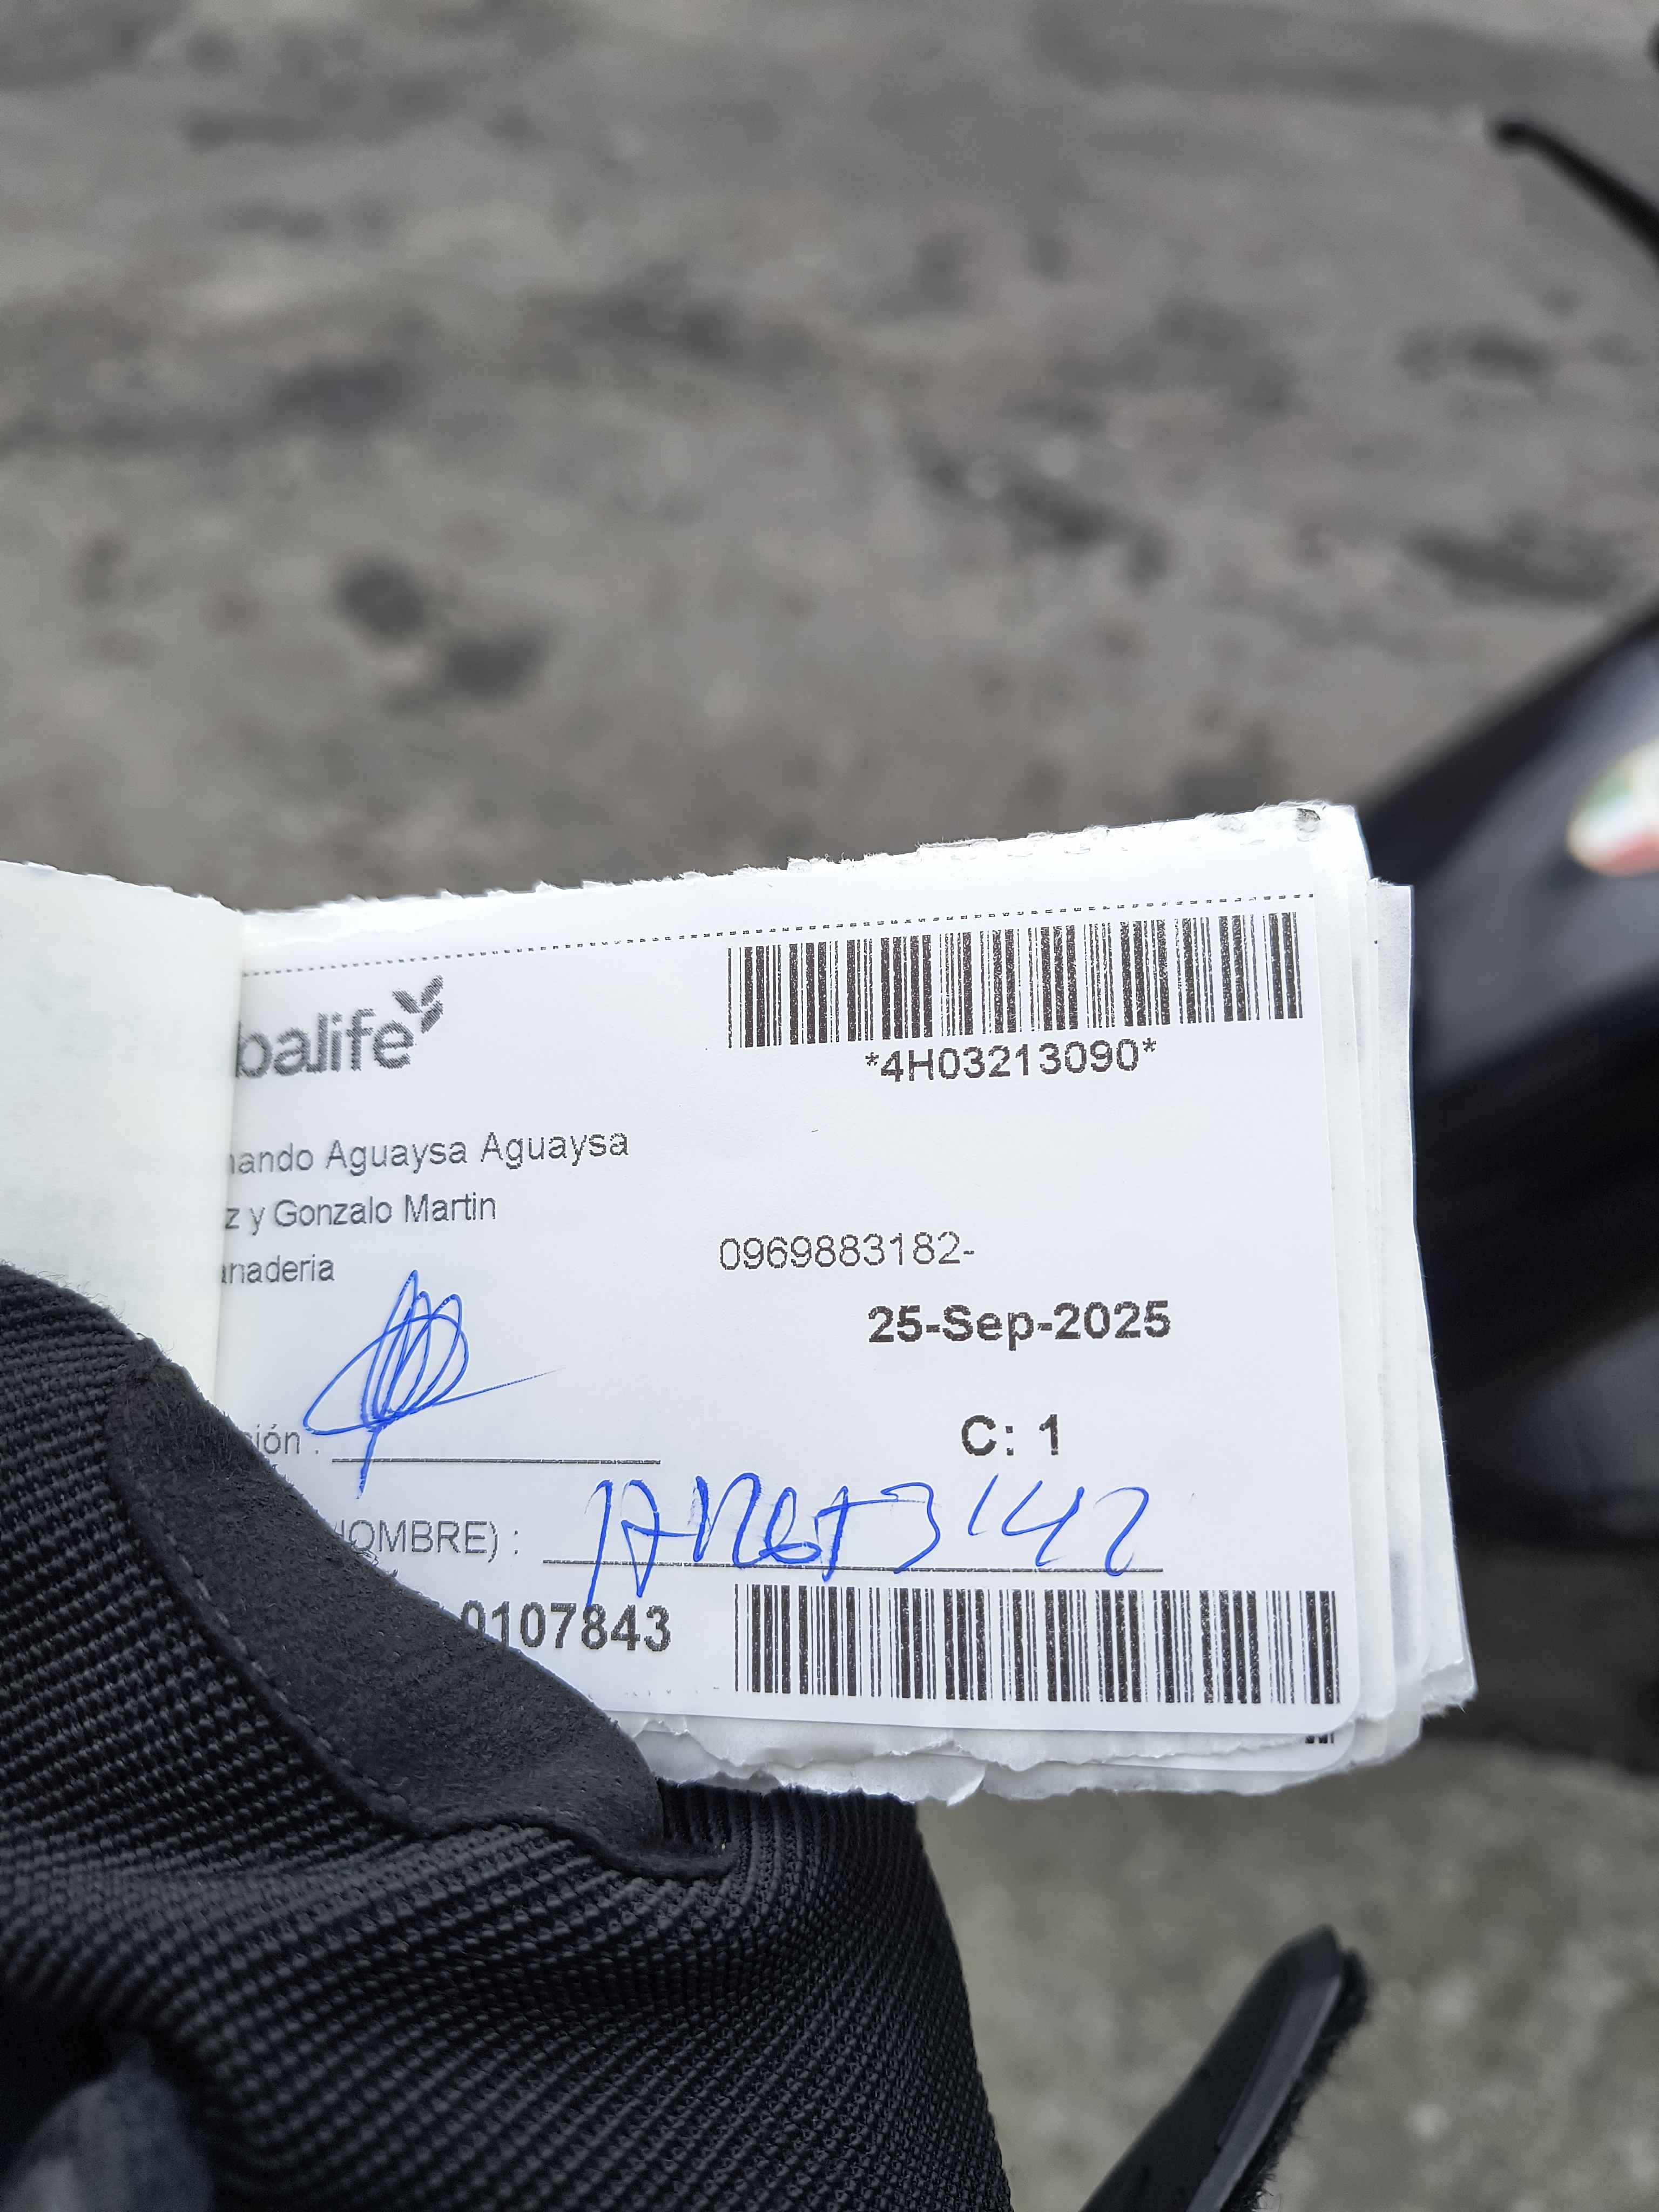 balife
*4H03213090*
nando Aguaysa Aguaysa
z y Gonzalo Martin
anaderia
0969883182-
25-Sep-2025
ión :
C: 1
OMBRE) :
0107843